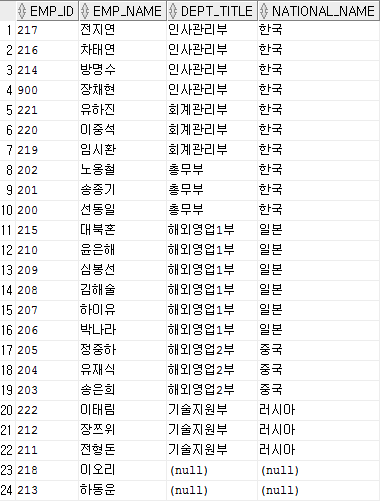 EMP_ID EMP_NAME DEPT_TITLE NATIONAL_NAME
1 217 전지연 인사관리부 한국
2 216 차태연 인사관리부 한국
3 214 방명수 인사관리부 한국
4 900 장채현 인사관리부 한국
5 221 유하진 회계관리부 한국
6 220 이중석 회계관리부 한국
7 219 임시환 회계관리부 한국
8 202 노옹철 총무부 한국
9 201 송종기 총무부 한국
10 200 선동일 총무부 한국
11 215 대북혼 해외영업1부 일본
12 210 윤은해 해외영업1부 일본
13 209 심봉선 해외영업1부 일본
14 208 김해술 해외영업1부 일본
15 207 하이유 해외영업1부 일본
16 206 박나라 해외영업1부 일본
17 205 정중하 해외영업2부 중국
18 204 유재식 해외영업2부 중국
19 203 송은희 해외영업2부 중국
20 222 이태림 기술지원부 러시아
21 212 장쯔위 기술지원부 러시아
22 211 전형돈 기술지원부 러시아
23 218 이오리 (null) (null)
24 213 하동운 (null) (null)